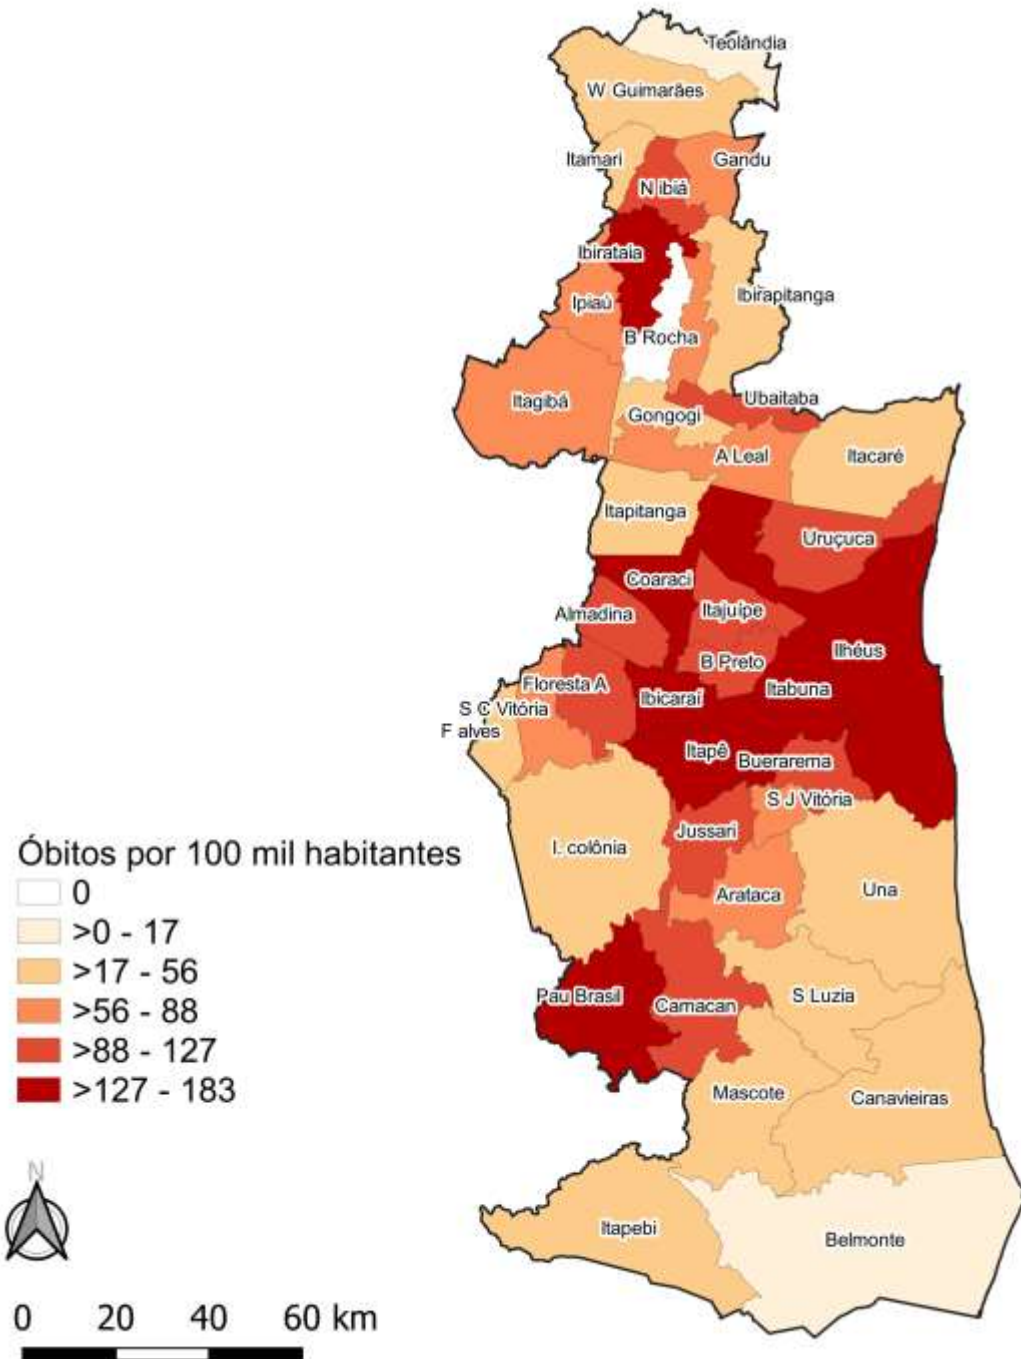 Teolândia
W Guimarães
Itamari
Gandu
N ibiá
Ibirataia
Ipiaú
Ibirapitanga
B Rocha
Itagibá
Ubaitaba
Gongogi
A Leal
Itacaré
Itapitanga
Uruçuca
Coaraci
Almadina
Itajuípe
Ilhéus
B Preto
Floresta A
Ibicaraí
Itabuna
S C Vitória
F alves
Itapê
Buerarema
S J Vitória
Jussari
I. colônia
Arataca
Una
Pau Brasil
Camacan
S Luzia
Mascote
Canavieiras
Itapebi
Belmonte
Óbitos por 100 mil habitantes
0
>0 - 17
>17 - 56
>56 - 88
>88 - 127
>127 - 183
N
0 20 40 60 km